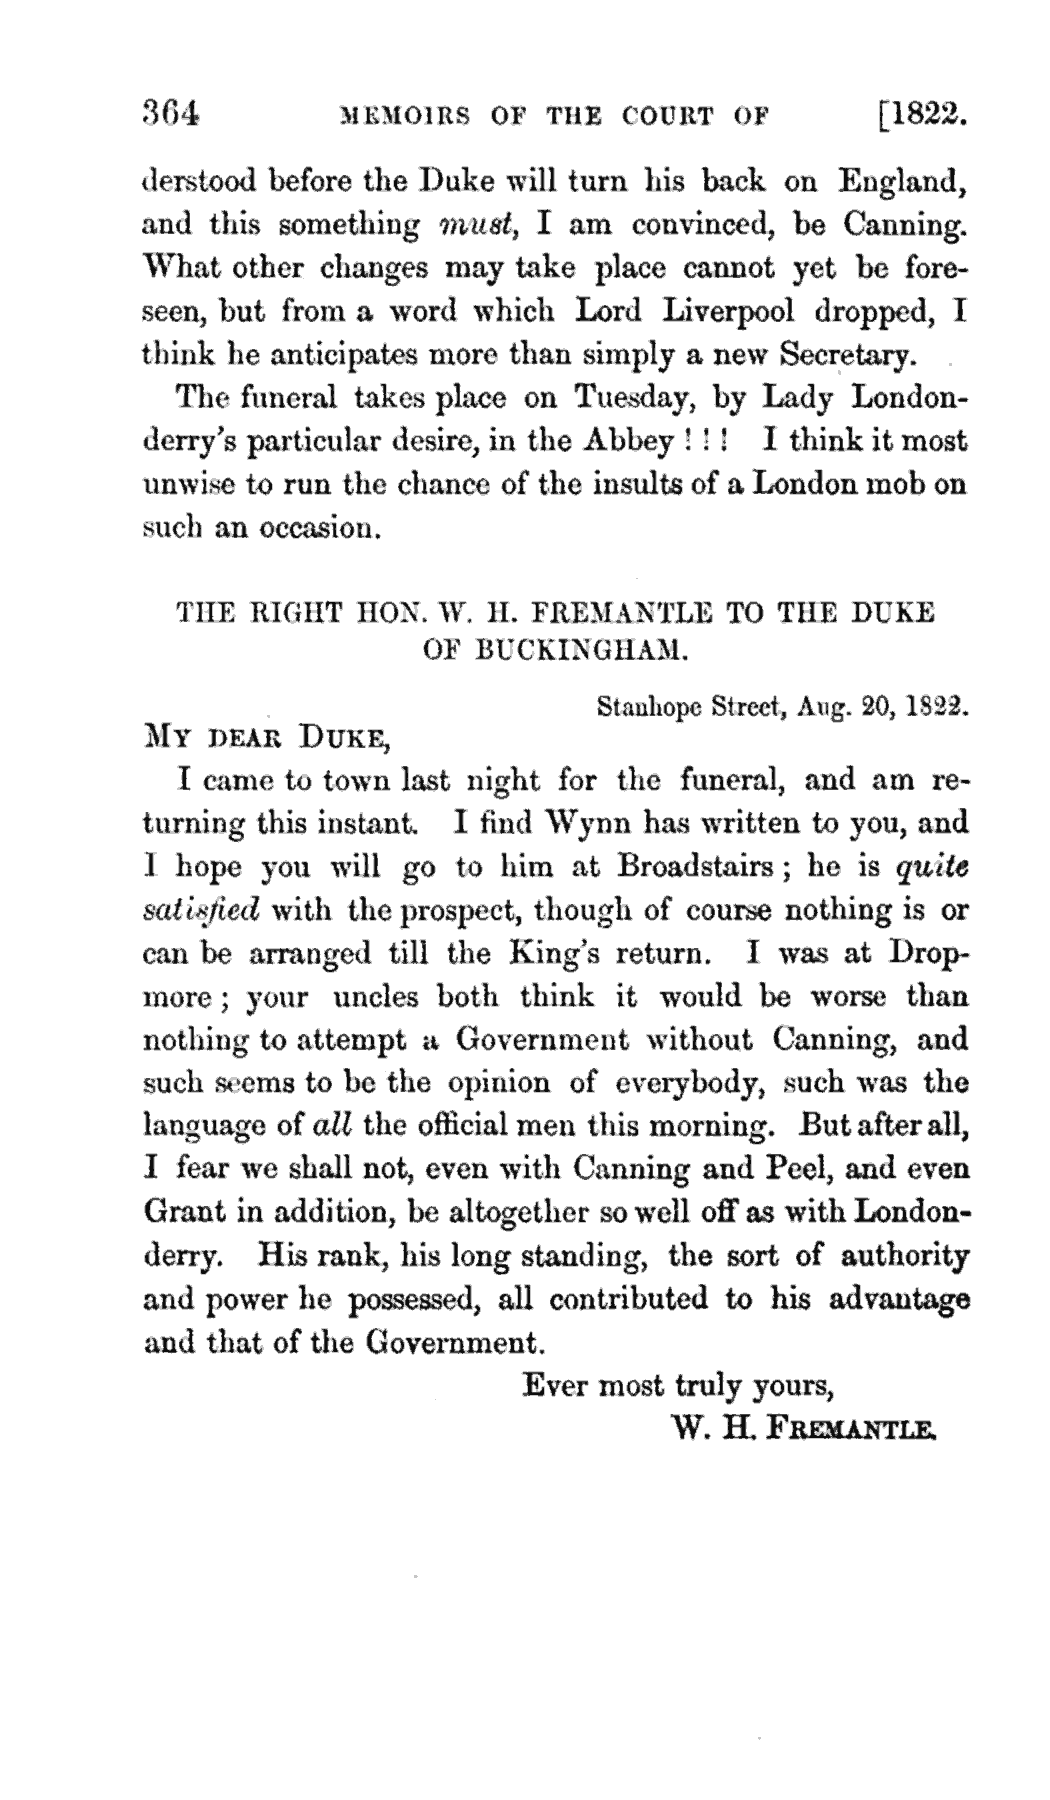 364 MEMOIRS OF THE COURT OF [1822.
derstood before the Duke will turn his back on England,
and this something must, I am convinced, be Canning.
What other changes may take place cannot yet be fore-
seen, but from a word which Lord Liverpool dropped, I
think he anticipates more than simply a new Secretary.
The funeral takes place on Tuesday, by Lady London-
derry's particular desire, in the Abbey ! ! ! I think it most
unwise to run the chance of the insults of a London mob on
such an occasion.
THE RIGHT HON. W. H. FREMANTLE TO THE DUKE
OF BUCKINGHAM.
Stanhope Street, Aug. 20, 1822.
MY DEAR DUKE,
I came to town last night for the funeral, and am re-
turning this instant. I find Wynn has written to you, and
I hope you will go to him at Broadstairs ; he is quite
satisfied with the prospect, though of course nothing is or
can be arranged till the King's return. I was at Drop-
more ; your uncles both think it would be worse than
nothing to attempt a Government without Canning, and
such seems to be the opinion of everybody, such was the
language of all the official men this morning. But after all,
I fear we shall not, even with Canning and Peel, and even
Grant in addition, be altogether so well off as with London-
derry. His rank, his long standing, the sort of authority
and power he possessed, all contributed to his advantage
and that of the Government.
Ever most truly yours,
W. H. FREMANTLE.